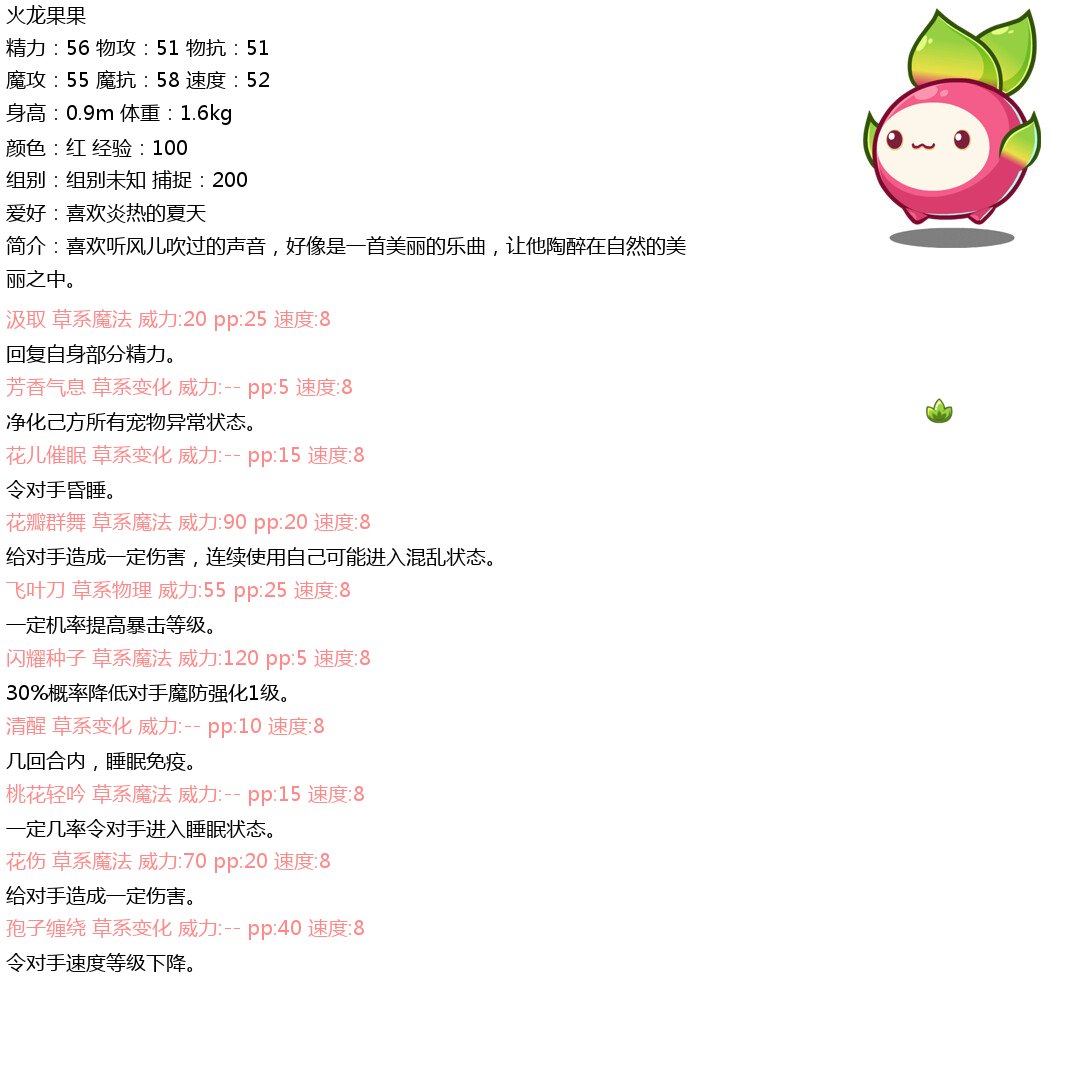 火龙果果
精力：56 物攻：51 物抗：51
魔攻：55 魔抗：58 速度：52
身高：0.9m 体重：1.6kg
颜色：红 经验：100
组别：组别未知 捕捉：200
爱好：喜欢炎热的夏天
简介：喜欢听风儿吹过的声音，好像是一首美丽的乐曲，让他陶醉在自然的美
丽之中。
汲取 草系魔法 威力:20 pp:25 速度:8
回复自身部分精力。
芳香气息 草系变化 威力:-- pp:5 速度:8
净化己方所有宠物异常状态。
花儿催眠 草系变化 威力:-- pp:15 速度:8
令对手昏睡。
花瓣群舞 草系魔法 威力:90 pp:20 速度:8
给对手造成一定伤害，连续使用自己可能进入混乱状态。
飞叶刀 草系物理 威力:55 pp:25 速度:8
一定机率提高暴击等级。
闪耀种子 草系魔法 威力:120 pp:5 速度:8
30%概率降低对手魔防强化1级。
清醒 草系变化 威力:-- pp:10 速度:8
几回合内，睡眠免疫。
桃花轻吟 草系魔法 威力:-- pp:15 速度:8
一定几率令对手进入睡眠状态。
花伤 草系魔法 威力:70 pp:20 速度:8
给对手造成一定伤害。
孢子缠绕 草系变化 威力:-- pp:40 速度:8
令对手速度等级下降。